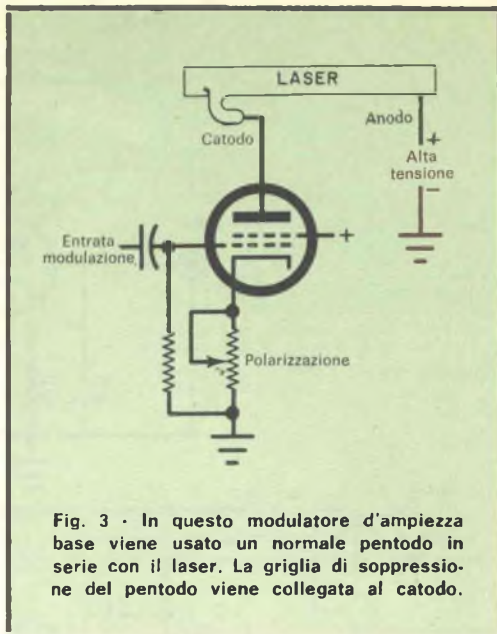 LASER
Catodo
Anodo
+
Alta
tensione
−
Entrata
modulazione
+
Polarizzazione
Fig. 3 · In questo modulatore d'ampiezza
base viene usato un normale pentodo in
serie con il laser. La griglia di soppressio-
ne del pentodo viene collegata al catodo.